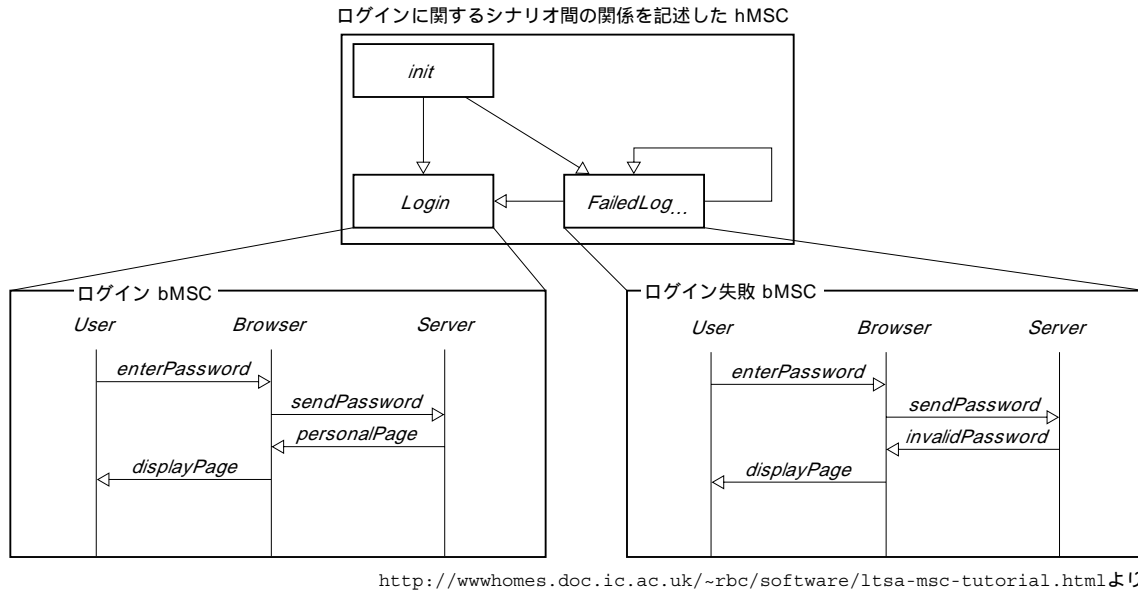 ログインに関するシナリオ間の関係を記述した hMSC
init
Login
FailedLog...
ログイン bMSC
User Browser Server
enterPassword
sendPassword
personalPage
displayPage
ログイン失敗 bMSC
User Browser Server
enterPassword
sendPassword
invalidPassword
displayPage
http://wwwhomes.doc.ic.ac.uk/~rbc/software/ltsa-msc-tutorial.htmlより